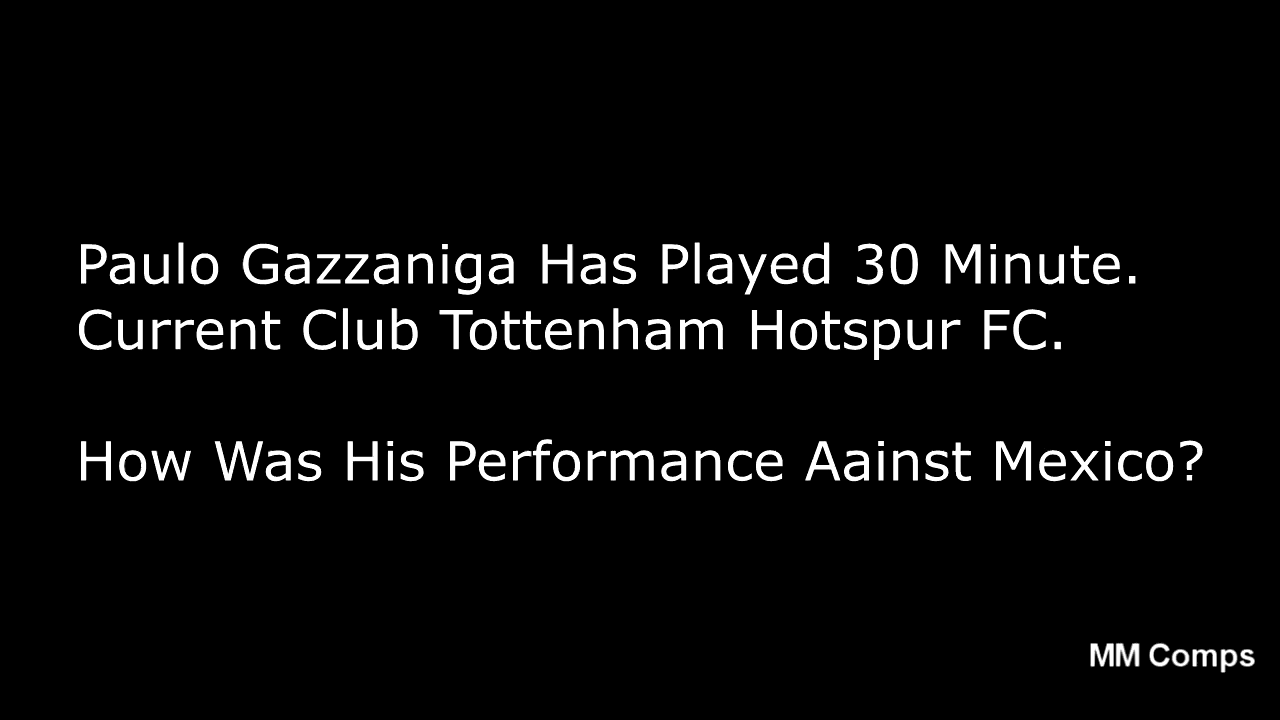 Paulo Gazzaniga Has Played 30 Minute.
Current Club Tottenham Hotspur FC.
How Was His Performance Aainst Mexico?
MM Comps